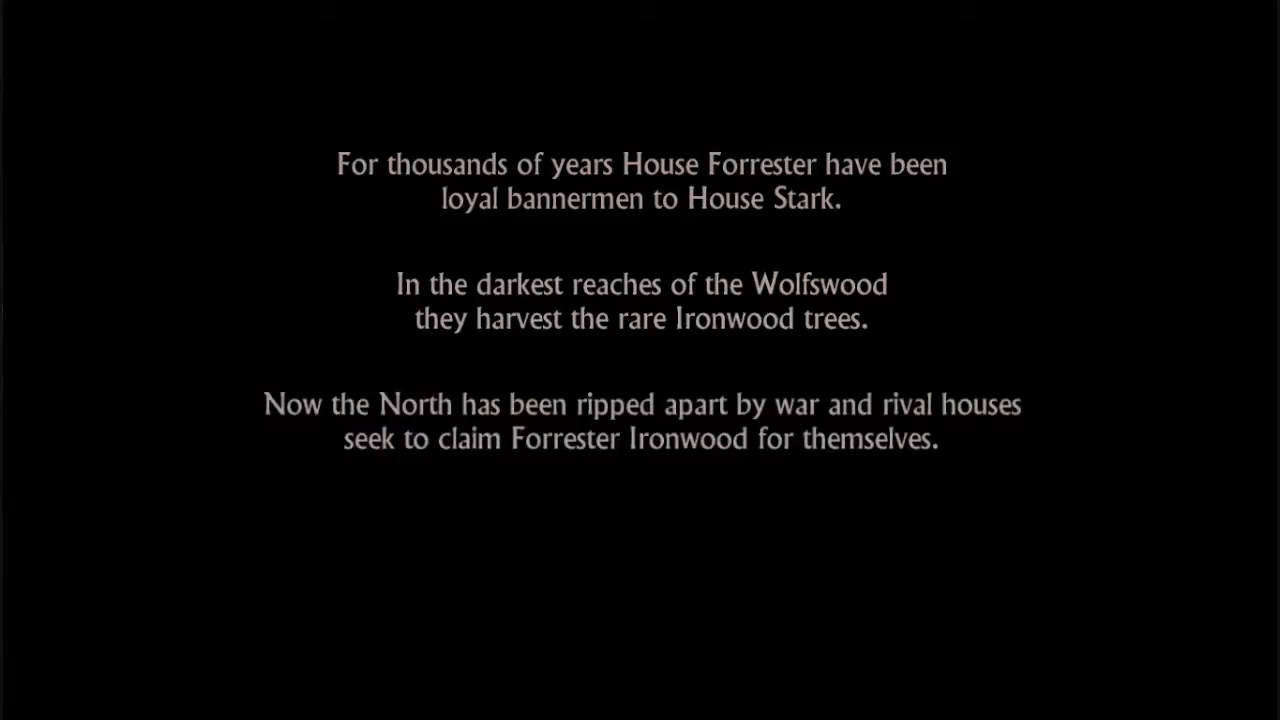 For thousands of years House Forrester have been
loyal bannermen to House Stark.
In the darkest reaches of the Wolfswood
they harvest the rare Ironwood trees.
Now the North has been ripped apart by war and rival houses
seek to claim Forrester Ironwood for themselves.